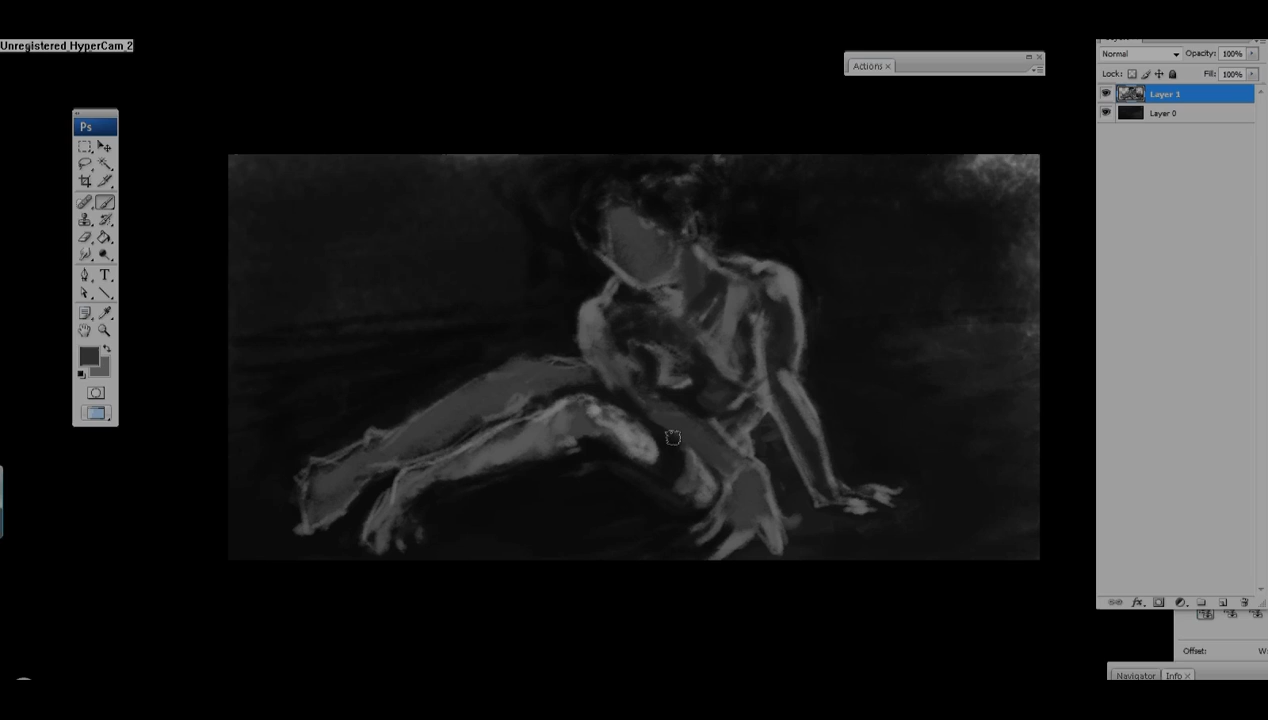 Unregistered HyperCam 2
Actions ×
Normal Opacity: 100%
Lock: Fill: 100%
Ps
Layer 1
Layer 0
T
Offset: W
Navigator Info ×